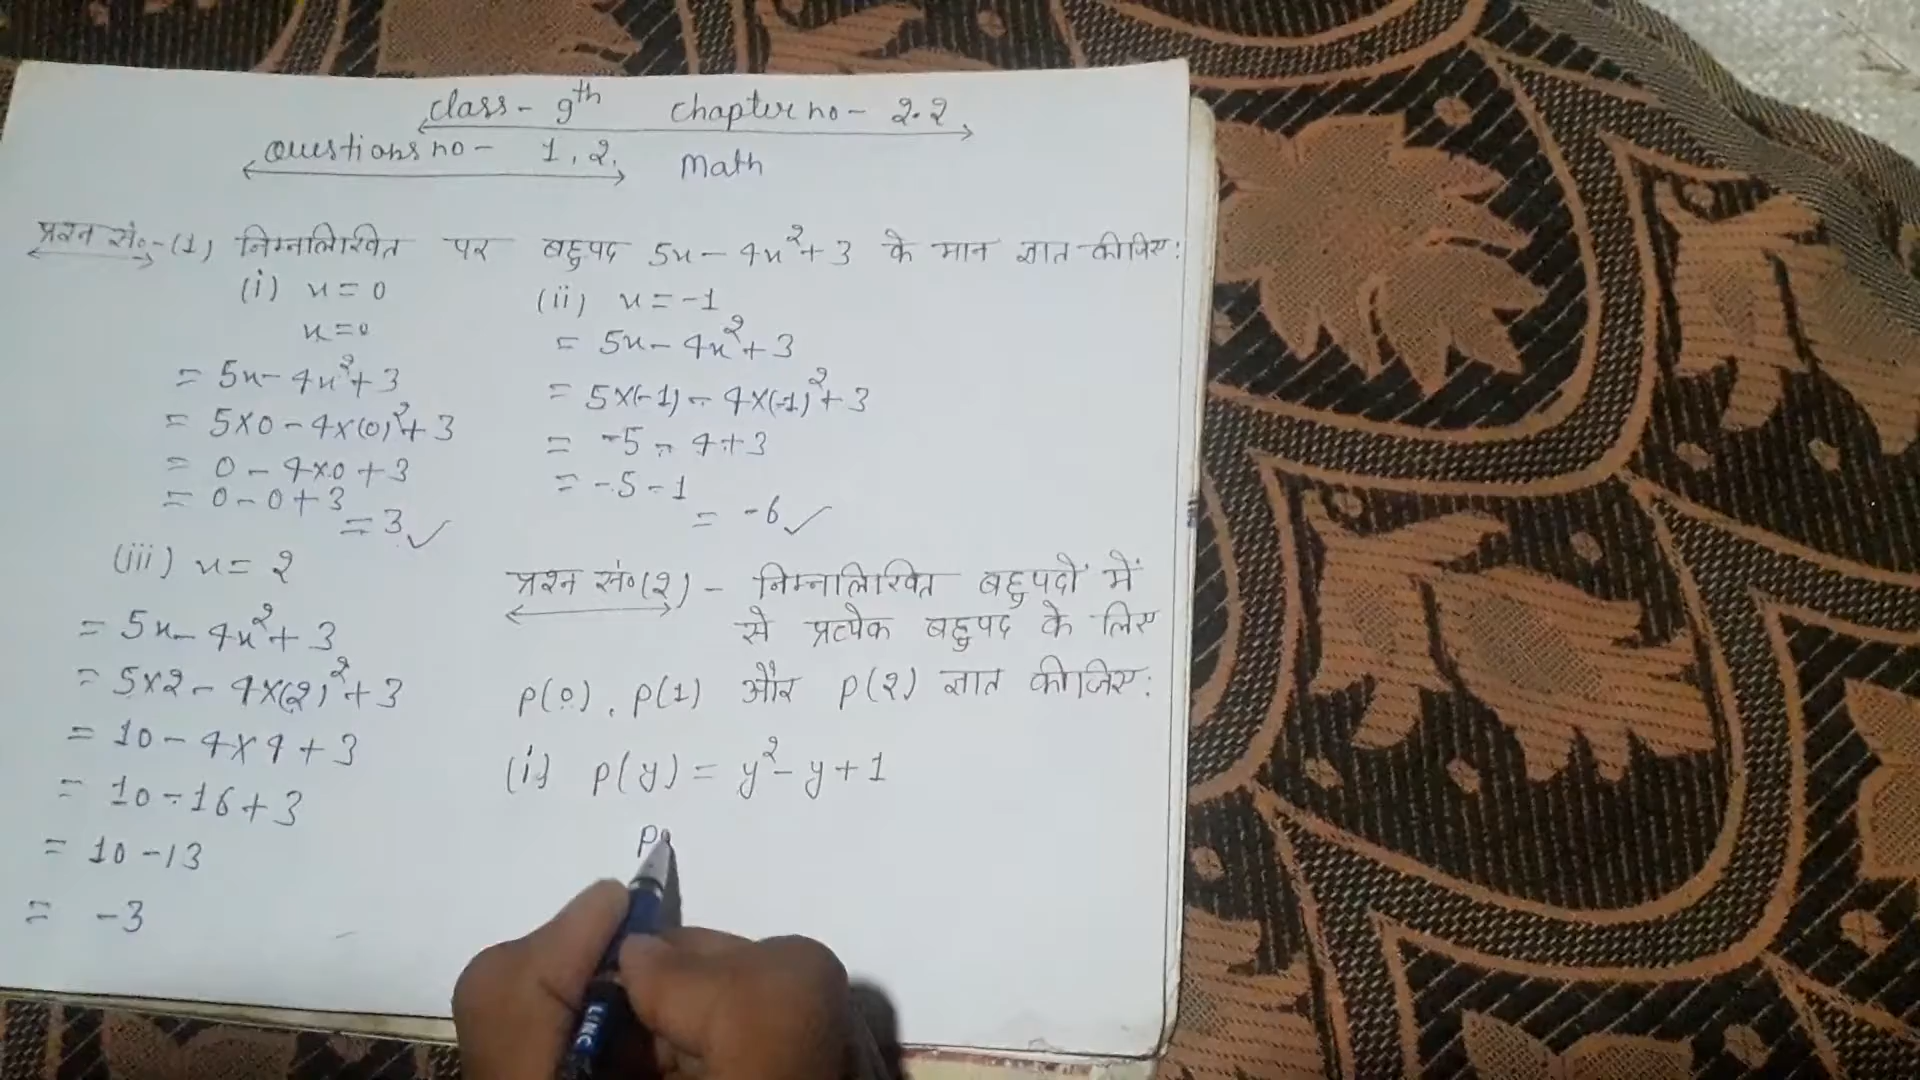 class - 9th chapter no - 2.2
Questions no - 1, 2. Math
प्रश्न सं० - (1) निम्नलिखित पर बहुपद 5x - 4x² + 3 के मान ज्ञात कीजिए :
(i) x = 0
x = 0
= 5x - 4x² + 3
= 5×0 - 4×(0)² + 3
= 0 - 4×0 + 3
= 0 - 0 + 3
= 3 ✓
(ii) x = -1
= 5x - 4x² + 3
= 5×(-1) - 4×(-1)² + 3
= -5 - 4 + 3
= -5 - 1
= -6 ✓
(iii) x = 2
= 5x - 4x² + 3
= 5×2 - 4×(2)² + 3
= 10 - 4×4 + 3
= 10 - 16 + 3
= 10 - 13
= -3
प्रश्न सं० (2) - निम्नलिखित बहुपदों में
से प्रत्येक बहुपद के लिए
p(0), p(1) और p(2) ज्ञात कीजिए :
(i) p(y) = y² - y + 1
p
LINC